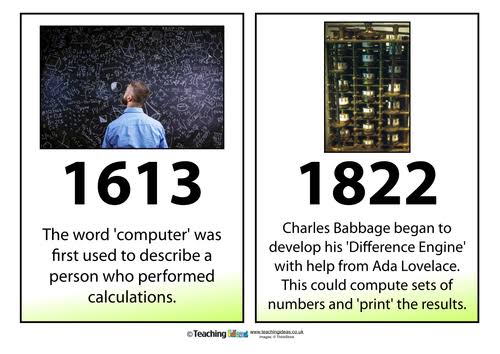 1613
The word 'computer' was
first used to describe a
person who performed
calculations.
1822
Charles Babbage began to
develop his 'Difference Engine'
with help from Ada Lovelace.
This could compute sets of
numbers and 'print' the results.
© Teaching Ideas www.teachingideas.co.uk
Images: © ThinkStock